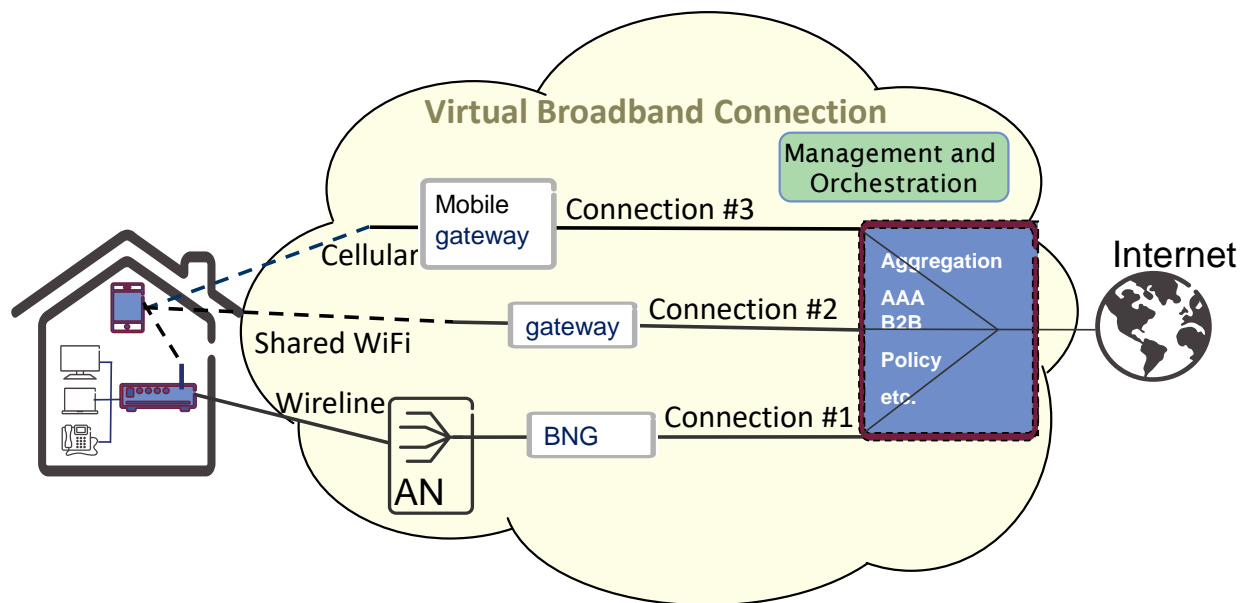 Virtual Broadband Connection
Management and
Orchestration
Mobile
gateway
Connection #3
Cellular
Internet
Aggregation
AAA
B2B
Policy
etc.
gateway
Connection #2
Shared WiFi
Wireline
BNG
Connection #1
AN